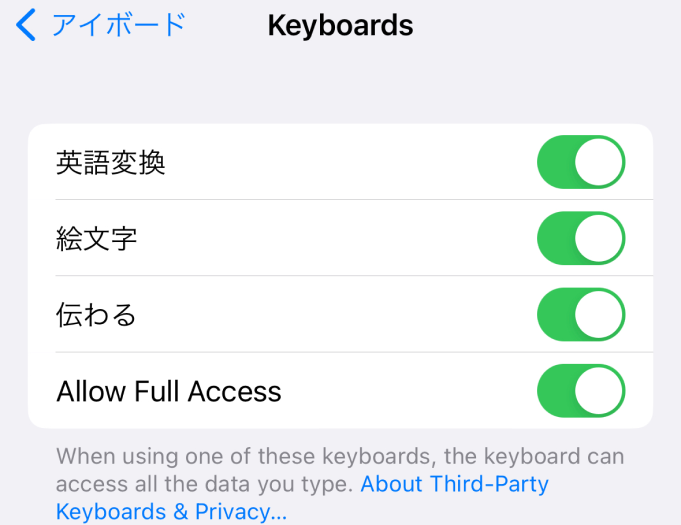 アイボード
Keyboards
英語変換
絵文字
伝わる
Allow Full Access
When using one of these keyboards, the keyboard can
access all the data you type. About Third-Party
Keyboards & Privacy...